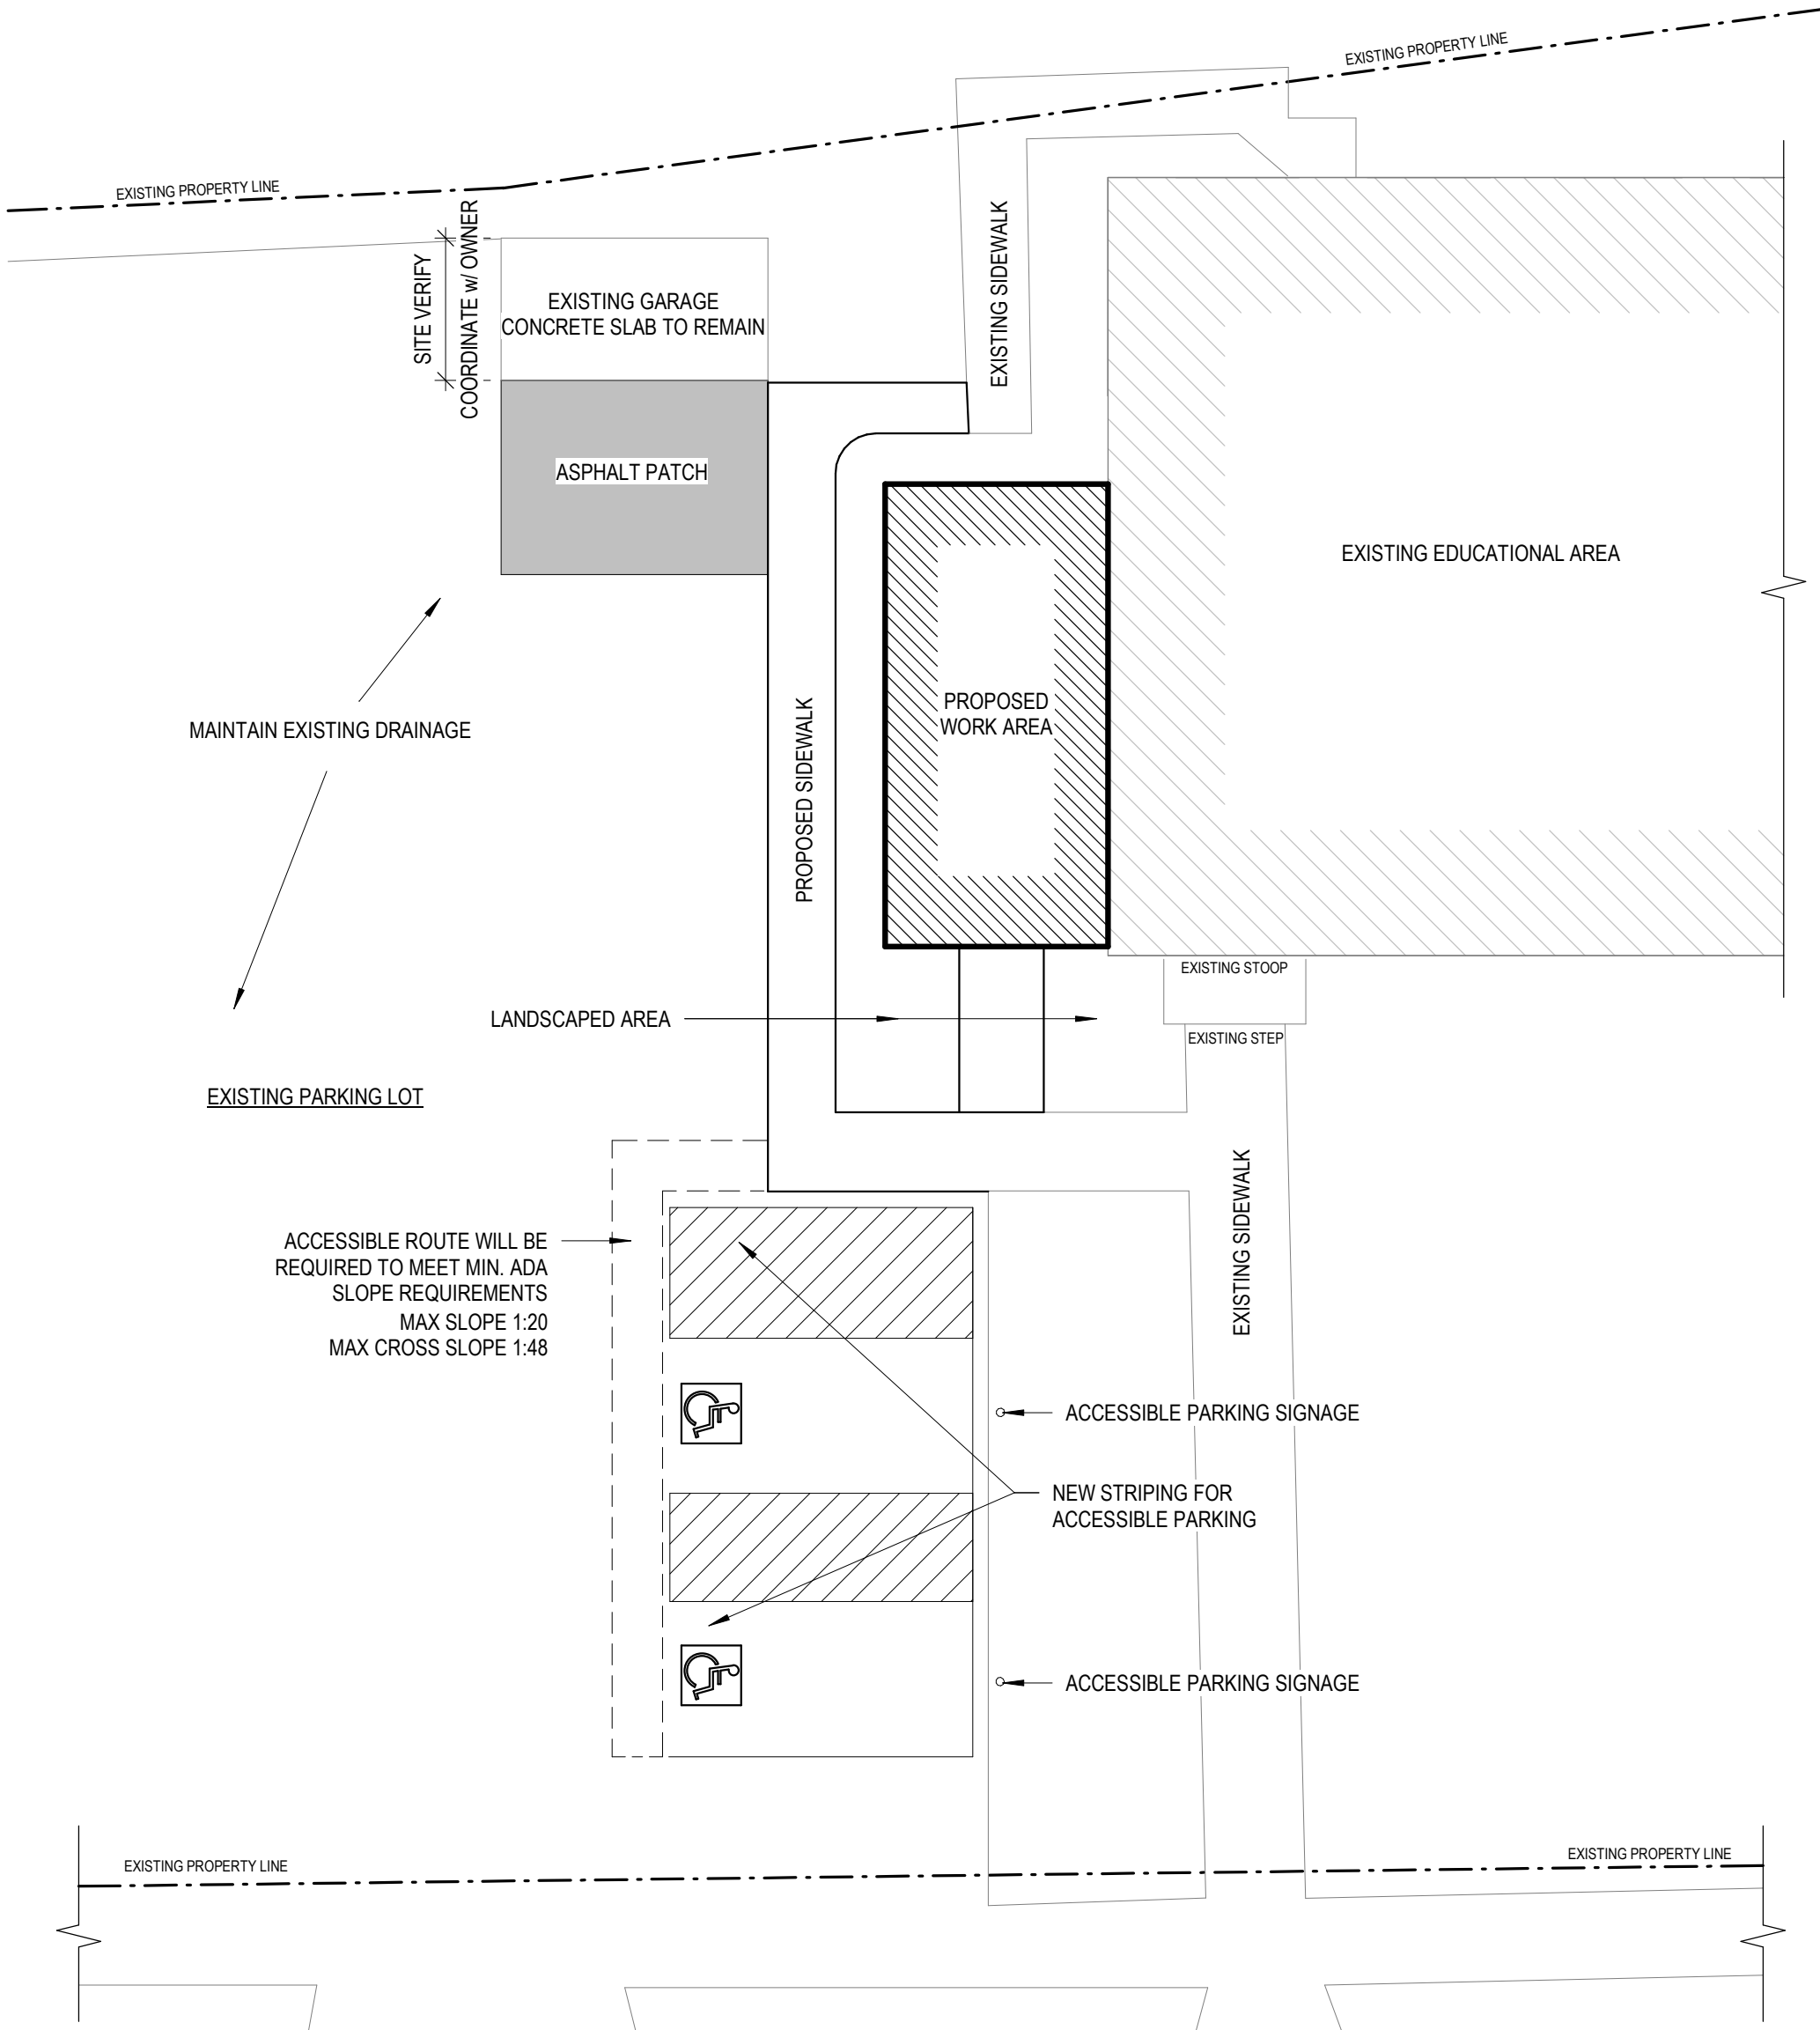 EXISTING PROPERTY LINE
EXISTING PROPERTY LINE
SITE VERIFY
COORDINATE w/ OWNER
EXISTING GARAGE
CONCRETE SLAB TO REMAIN
EXISTING SIDEWALK
ASPHALT PATCH
EXISTING EDUCATIONAL AREA
MAINTAIN EXISTING DRAINAGE
PROPOSED SIDEWALK
PROPOSED
WORK AREA
EXISTING STOOP
LANDSCAPED AREA
EXISTING STEP
EXISTING PARKING LOT
EXISTING SIDEWALK
ACCESSIBLE ROUTE WILL BE
REQUIRED TO MEET MIN. ADA
SLOPE REQUIREMENTS
MAX SLOPE 1:20
MAX CROSS SLOPE 1:48
ACCESSIBLE PARKING SIGNAGE
NEW STRIPING FOR
ACCESSIBLE PARKING
ACCESSIBLE PARKING SIGNAGE
EXISTING PROPERTY LINE
EXISTING PROPERTY LINE